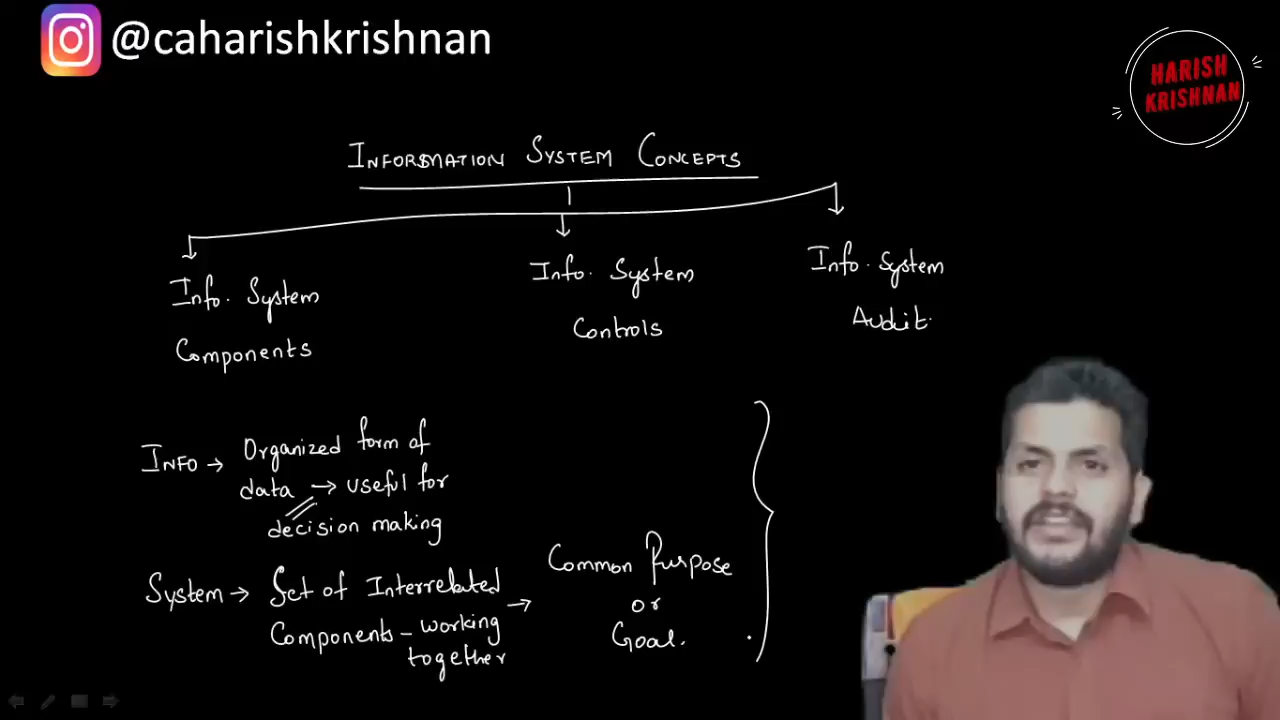 @caharishkrishnan
HARISH
KRISHNAN
INFORMATION SYSTEM CONCEPTS
Info. System
Components
Info. System
Controls
Info. System
Audit.
INFO → Organized form of
data → useful for
decision making
System → Set of Interrelated
Components – working
together
→ Common Purpose
or
Goal.